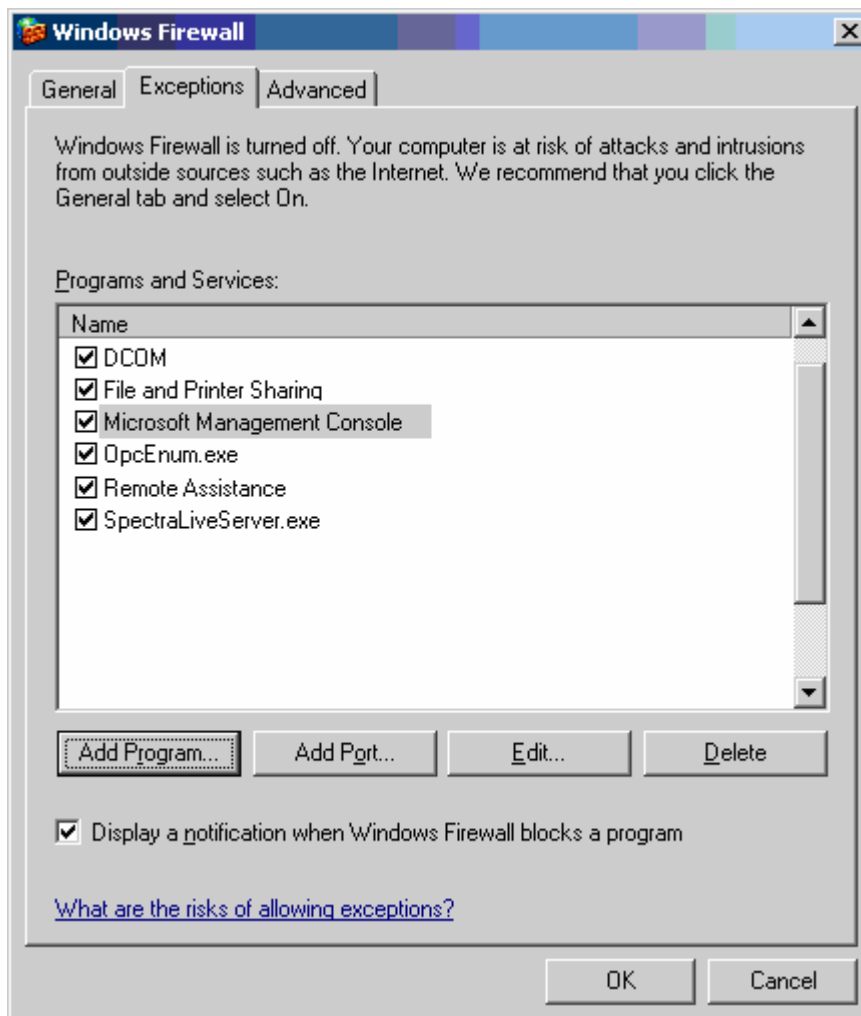 Windows Firewall
General
Exceptions
Advanced
Windows Firewall is turned off. Your computer is at risk of attacks and intrusions
from outside sources such as the Internet. We recommend that you click the
General tab and select On.
Programs and Services:
Name
DCOM
File and Printer Sharing
Microsoft Management Console
OpcEnum.exe
Remote Assistance
SpectraLiveServer.exe
Add Program...
Add Port...
Edit...
Delete
Display a notification when Windows Firewall blocks a program
What are the risks of allowing exceptions?
OK
Cancel